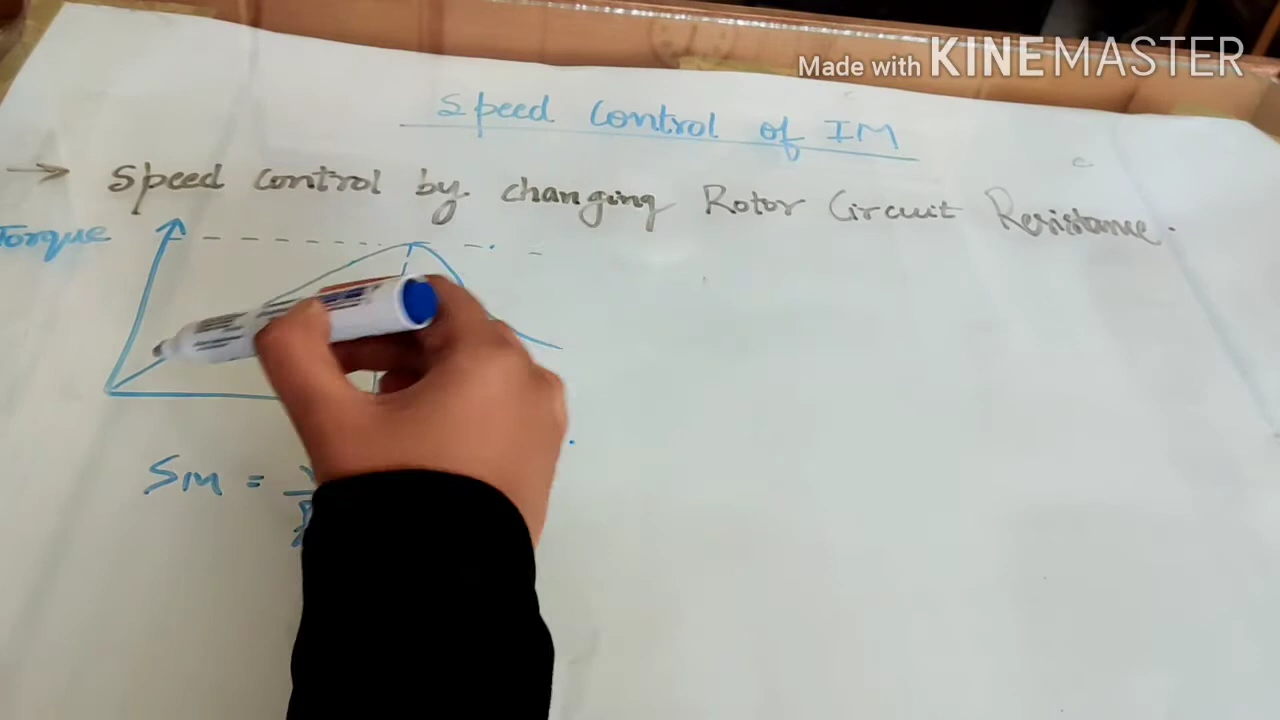 Made with KINEMASTER
Speed Control of IM
→ Speed control by changing Rotor Circuit Resistance.
Torque
SM =